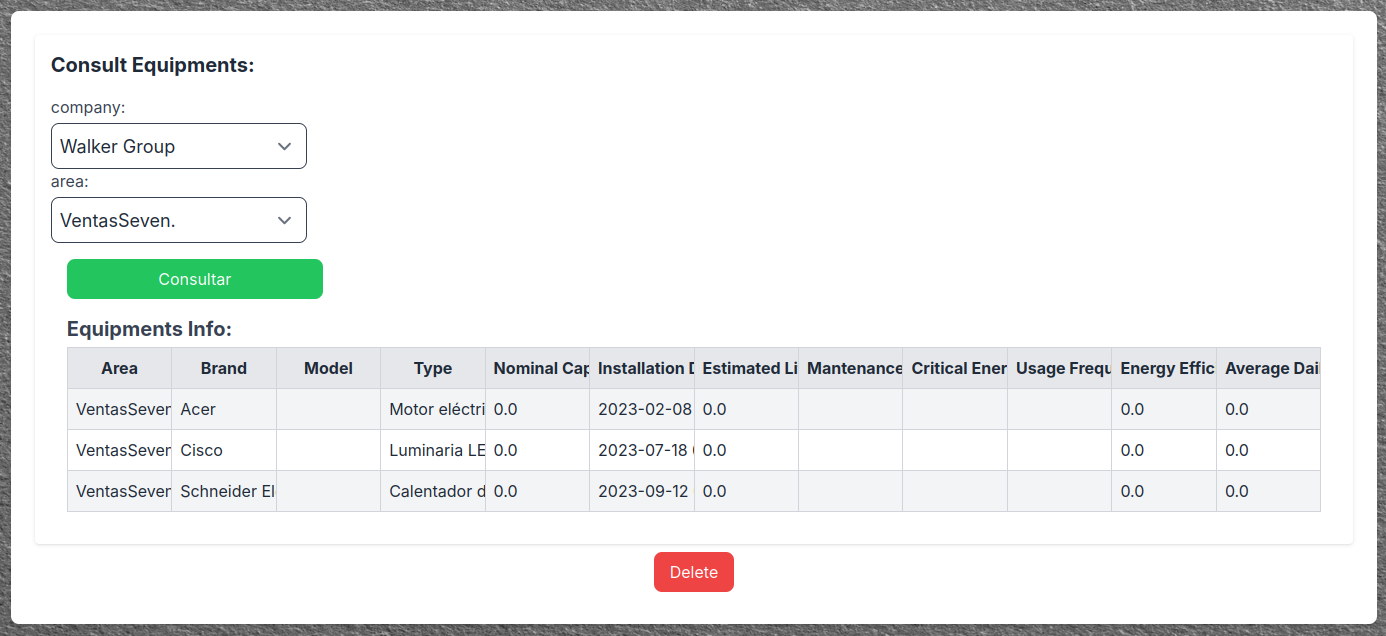 Consult Equipments:
company:
Walker Group
area:
VentasSeven.
Consultar
Equipments Info:
Area Brand Model Type Nominal Cap Installation D Estimated Li Mantenance Critical Ener Usage Frequ Energy Effic Average Dai
VentasSeven Acer Motor eléctri 0.0 2023-02-08 0.0 0.0 0.0
VentasSeven Cisco Luminaria LE 0.0 2023-07-18 0.0 0.0 0.0
VentasSeven Schneider El Calentador d 0.0 2023-09-12 0.0 0.0 0.0
Delete